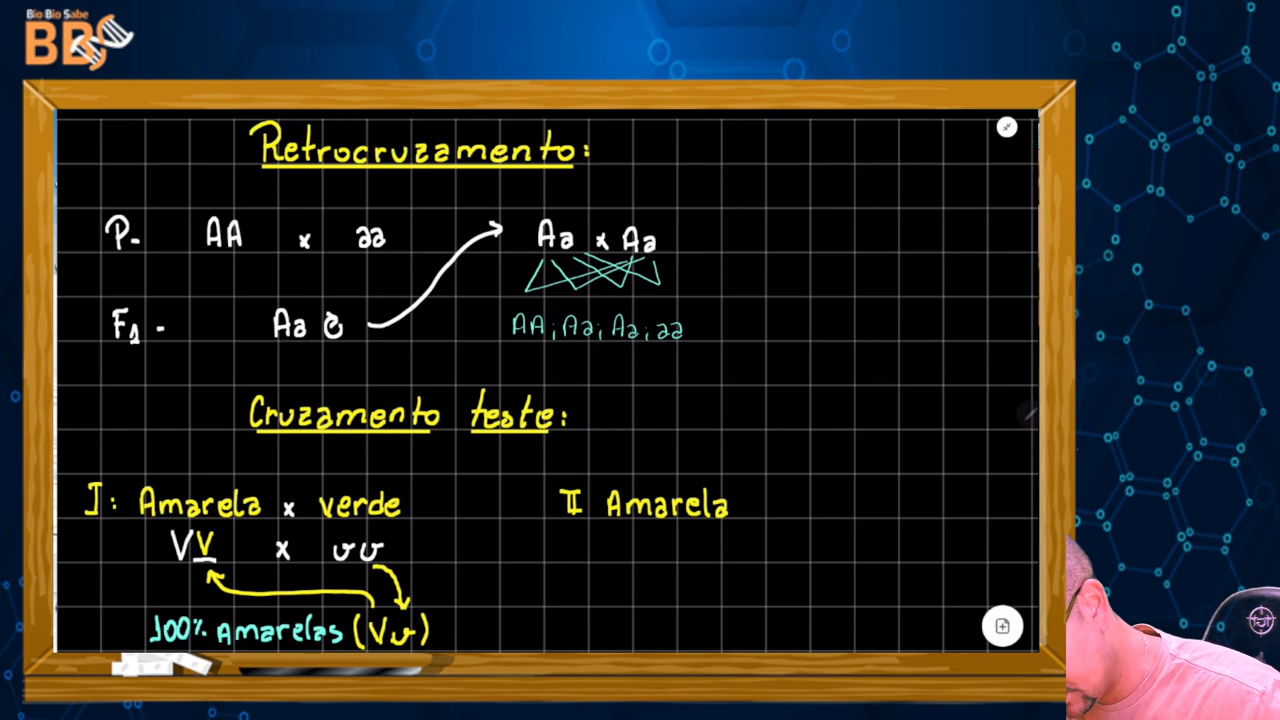 Bio Bio Sabe
BBS
Retrocruzamento:
P- AA x aa
Aa x Aa
F1 - Aa
AA; Aa; Aa; aa
Cruzamento teste:
I: Amarela x verde
VV x vv
100% Amarelas (Vv)
II Amarela